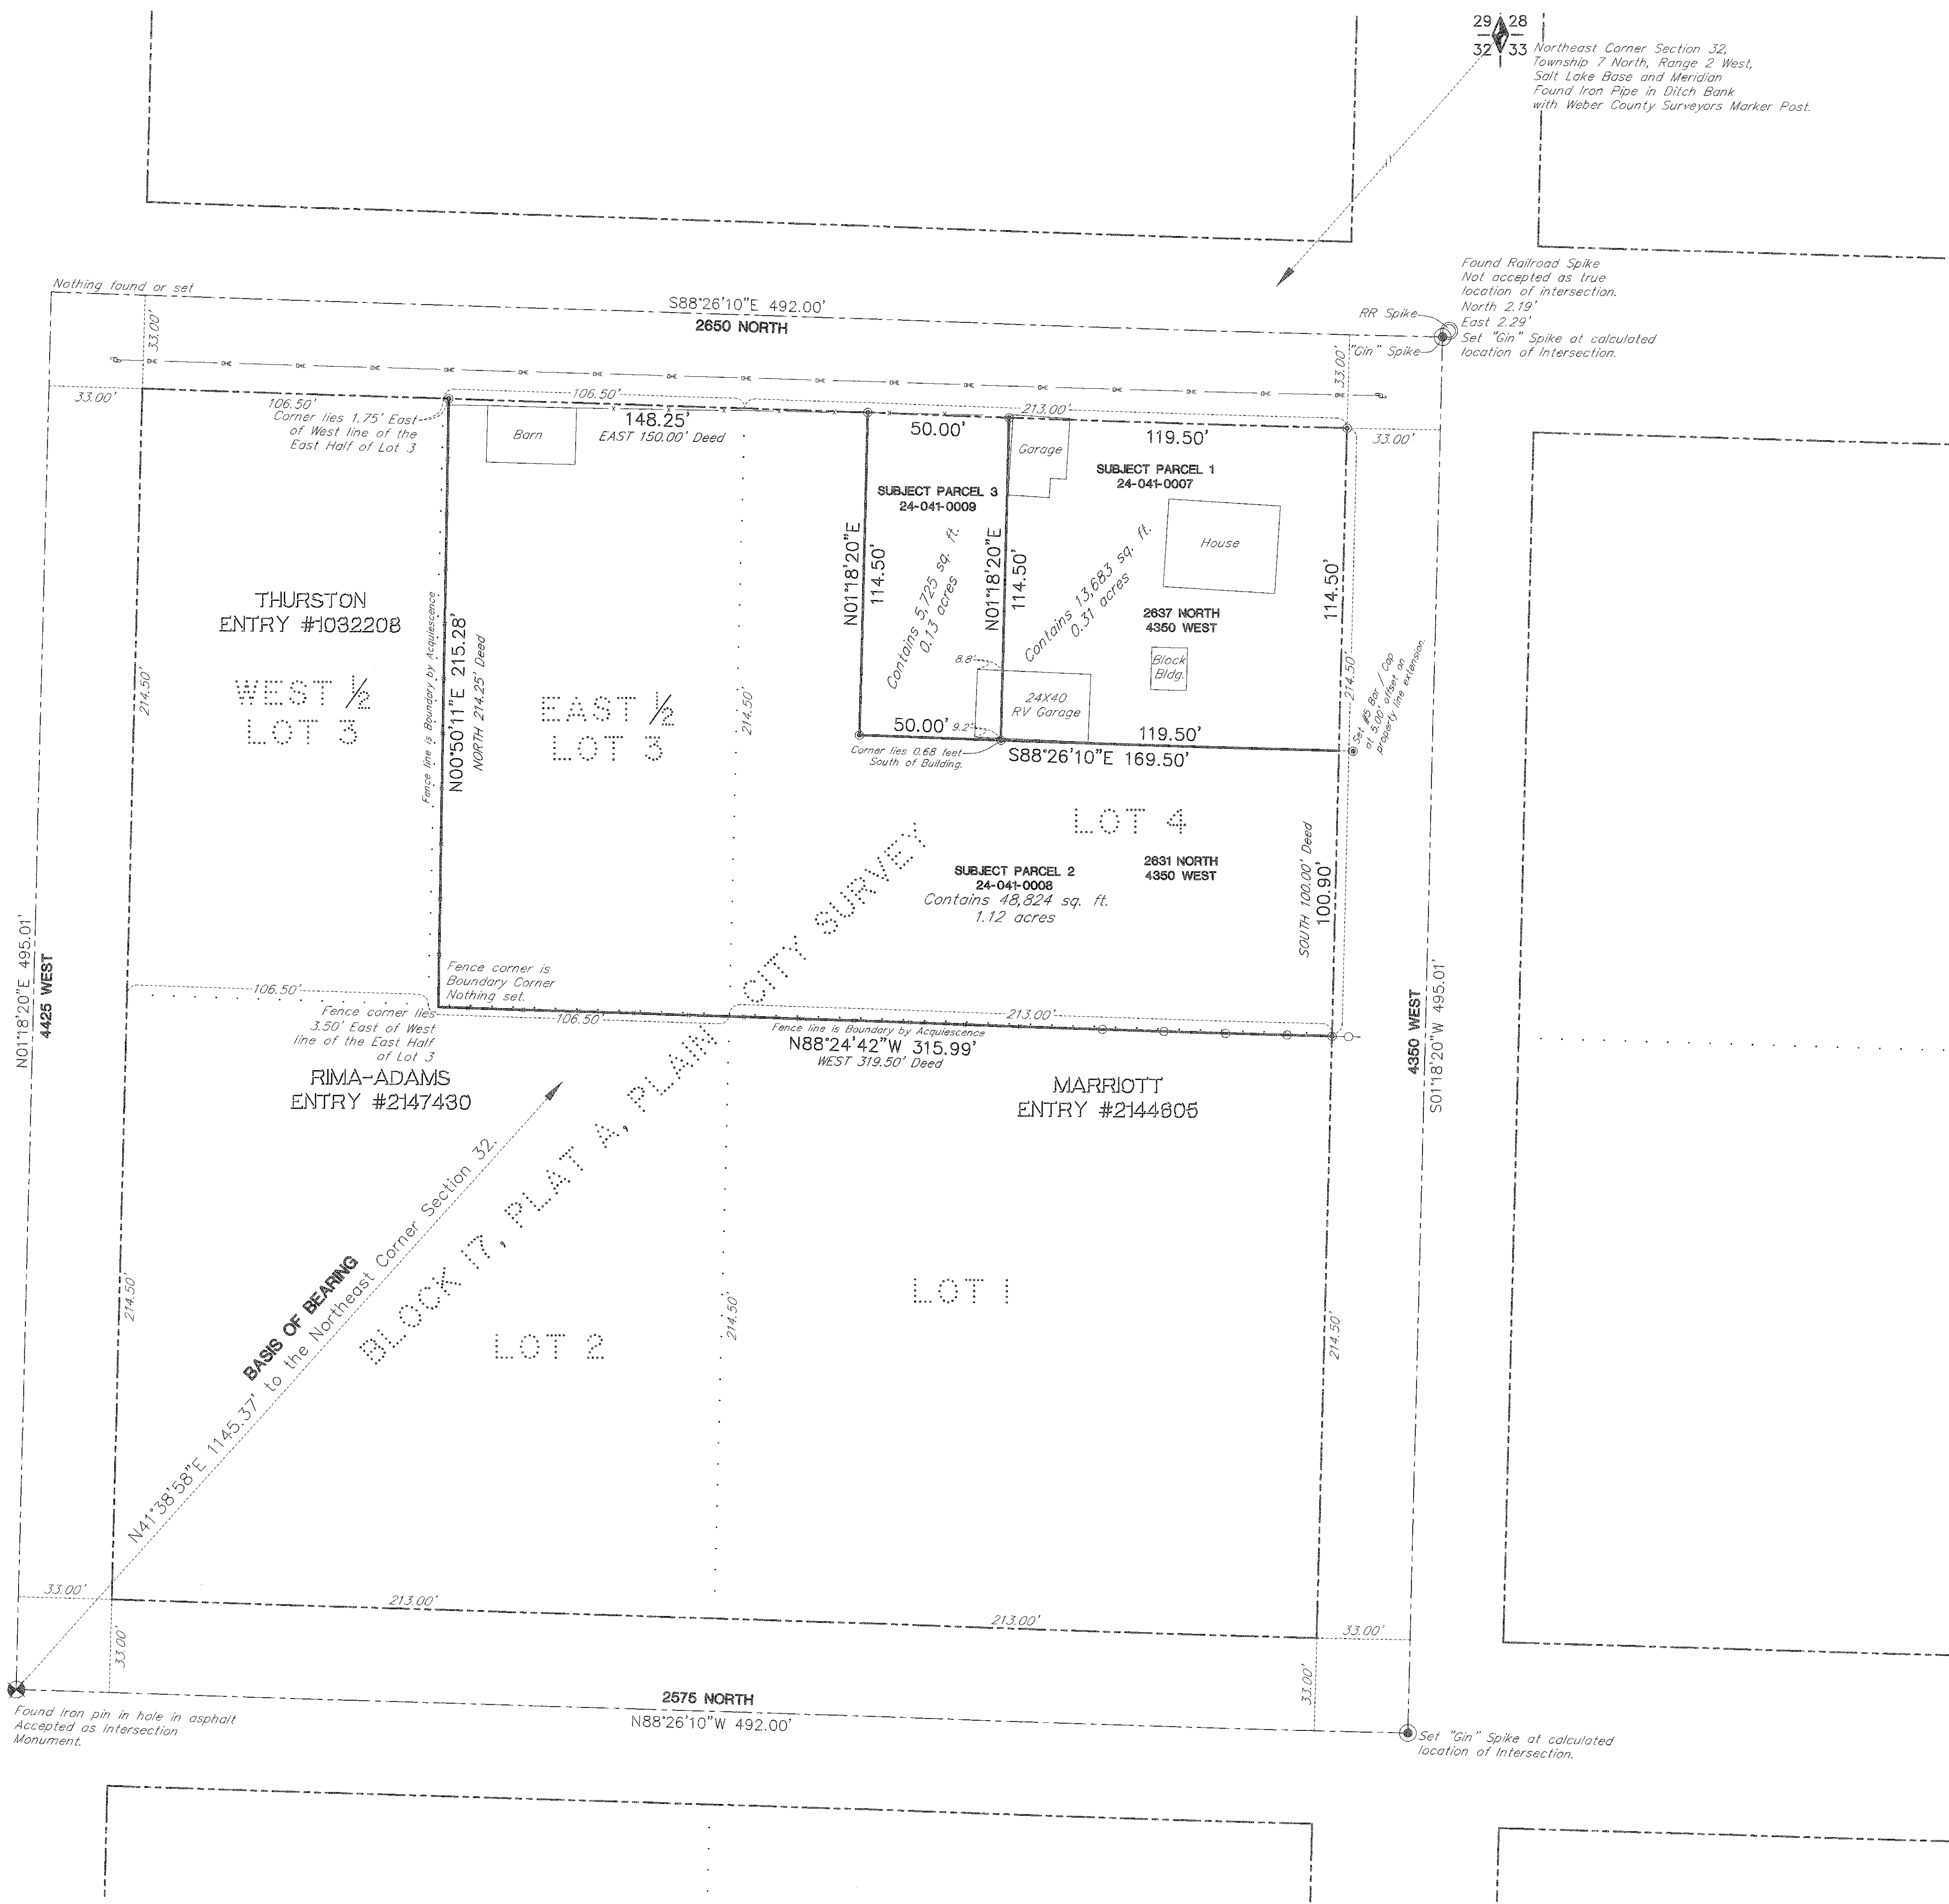 29 28
32 33
Northeast Corner Section 32,
Township 7 North, Range 2 West,
Salt Lake Base and Meridian
Found Iron Pipe in Ditch Bank
with Weber County Surveyors Marker Post.
Found Railroad Spike
Not accepted as true
location of intersection.
North 2.19'
East 2.29'
Set "Gin" Spike at calculated
location of Intersection.
RR Spike
"Gin" Spike
Nothing found or set
S88°26'10"E 492.00'
2650 NORTH
33.00'
33.00'
OHE OHE OHE OHE OHE OHE OHE OHE OHE OHE OHE OHE OHE OHE OHE OHE OHE
33.00'
106.50'
106.50'
213.00'
33.00'
Corner lies 1.75' East
of West line of the
East Half of Lot 3
Barn
148.25'
EAST 150.00' Deed
50.00'
Garage
119.50'
SUBJECT PARCEL 1
24-041-0007
SUBJECT PARCEL 3
24-041-0009
House
N01°18'20"E
114.50'
Contains 5,725 sq. ft.
0.13 acres
N01°18'20"E
114.50'
Contains 13,683 sq. ft.
0.31 acres
114.50'
2637 NORTH
4350 WEST
Block
Bldg.
8.8'
24X40
RV Garage
9.2'
50.00'
119.50'
Corner lies 0.68 feet
South of Building.
S88°26'10"E 169.50'
214.50'
Set #5 Bar / Cap
at 5.00' offset on
property line extension.
THURSTON
ENTRY #1032208
WEST 1/2
LOT 3
214.50'
Fence line is Boundary by Acquiescence
N00°50'11"E 215.28'
NORTH 214.25' Deed
EAST 1/2
LOT 3
214.50'
LOT 4
SUBJECT PARCEL 2
24-041-0008
Contains 48,824 sq. ft.
1.12 acres
2631 NORTH
4350 WEST
SOUTH 100.00' Deed
100.90'
N01°18'20"E 495.01'
4425 WEST
4350 WEST
S01°18'20"W 495.01'
Fence corner is
Boundary Corner
Nothing set.
106.50'
106.50'
213.00'
Fence corner lies
3.50' East of West
line of the East Half
of Lot 3
Fence line is Boundary by Acquiescence
N88°24'42"W 315.99'
WEST 319.50' Deed
RIMA-ADAMS
ENTRY #2147430
MARRIOTT
ENTRY #2144605
BLOCK 17, PLAT A, PLAIN CITY SURVEY
BASIS OF BEARING
N41°38'58"E 1145.37' to the Northeast Corner Section 32.
LOT 1
LOT 2
214.50'
214.50'
214.50'
33.00'
213.00'
213.00'
33.00'
33.00'
33.00'
2575 NORTH
N88°26'10"W 492.00'
Found Iron pin in hole in asphalt
Accepted as Intersection
Monument.
Set "Gin" Spike at calculated
location of Intersection.